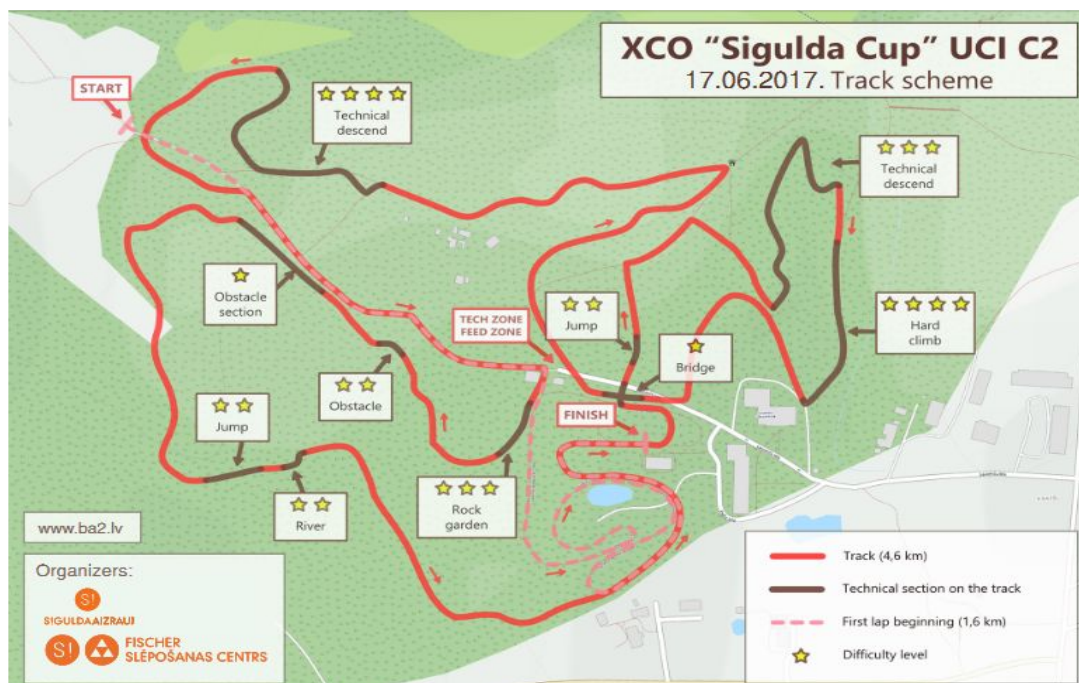 XCO “Sigulda Cup” UCI C2
17.06.2017. Track scheme
START
Technical
descend
Technical
descend
Obstacle
section
TECH ZONE
FEED ZONE
Jump
Bridge
Hard
climb
Obstacle
FINISH
Jump
River
Rock
garden
www.ba2.lv
Organizers:
S!
SIGULDAAIZRAUJ!
S!
FISCHER
SLĒPOŠANAS CENTRS
Track (4,6 km)
Technical section on the track
First lap beginning (1,6 km)
Difficulty level